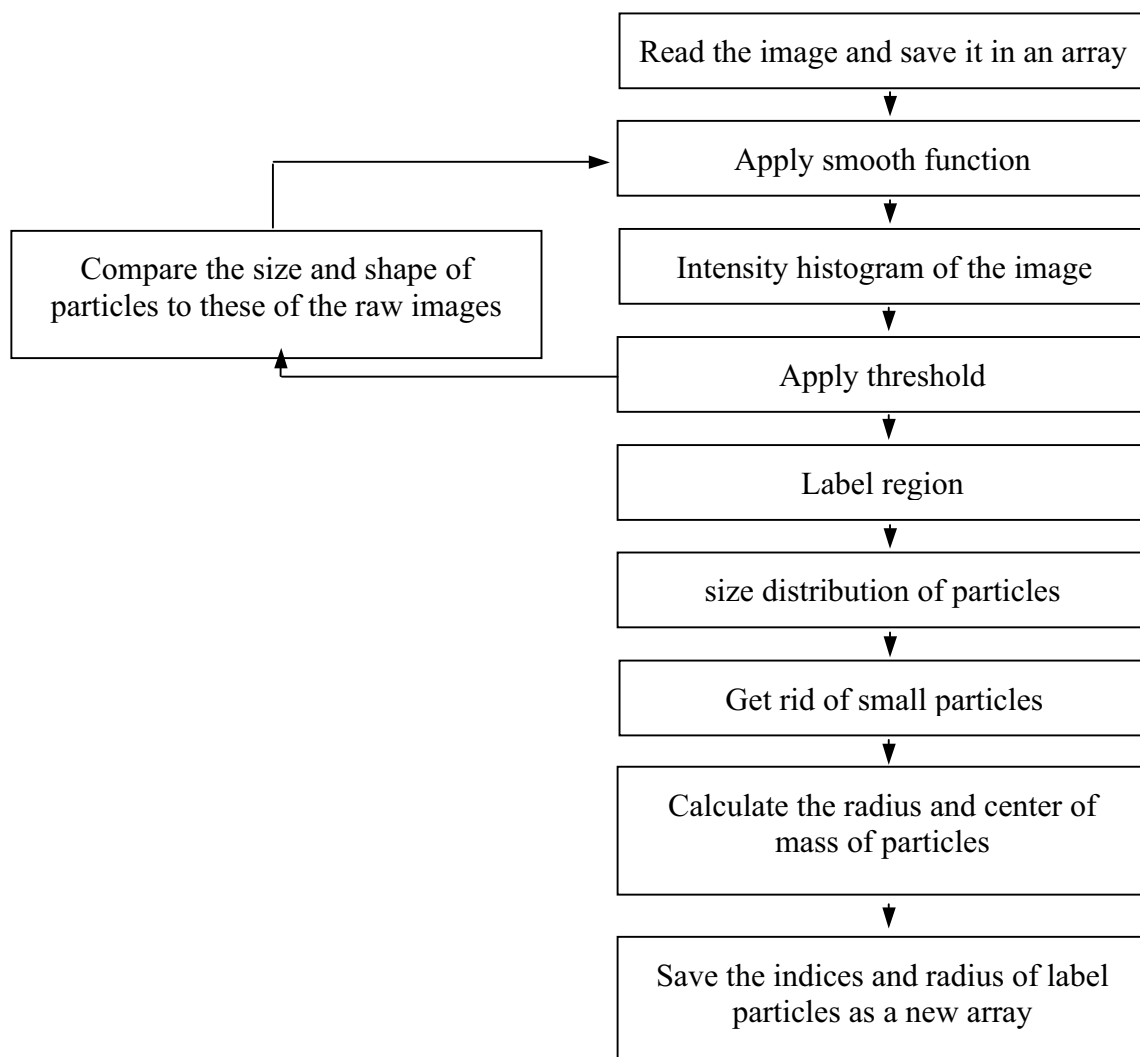 Read the image and save it in an array
Apply smooth function
Compare the size and shape of
particles to these of the raw images
Intensity histogram of the image
Apply threshold
Label region
size distribution of particles
Get rid of small particles
Calculate the radius and center of
mass of particles
Save the indices and radius of label
particles as a new array